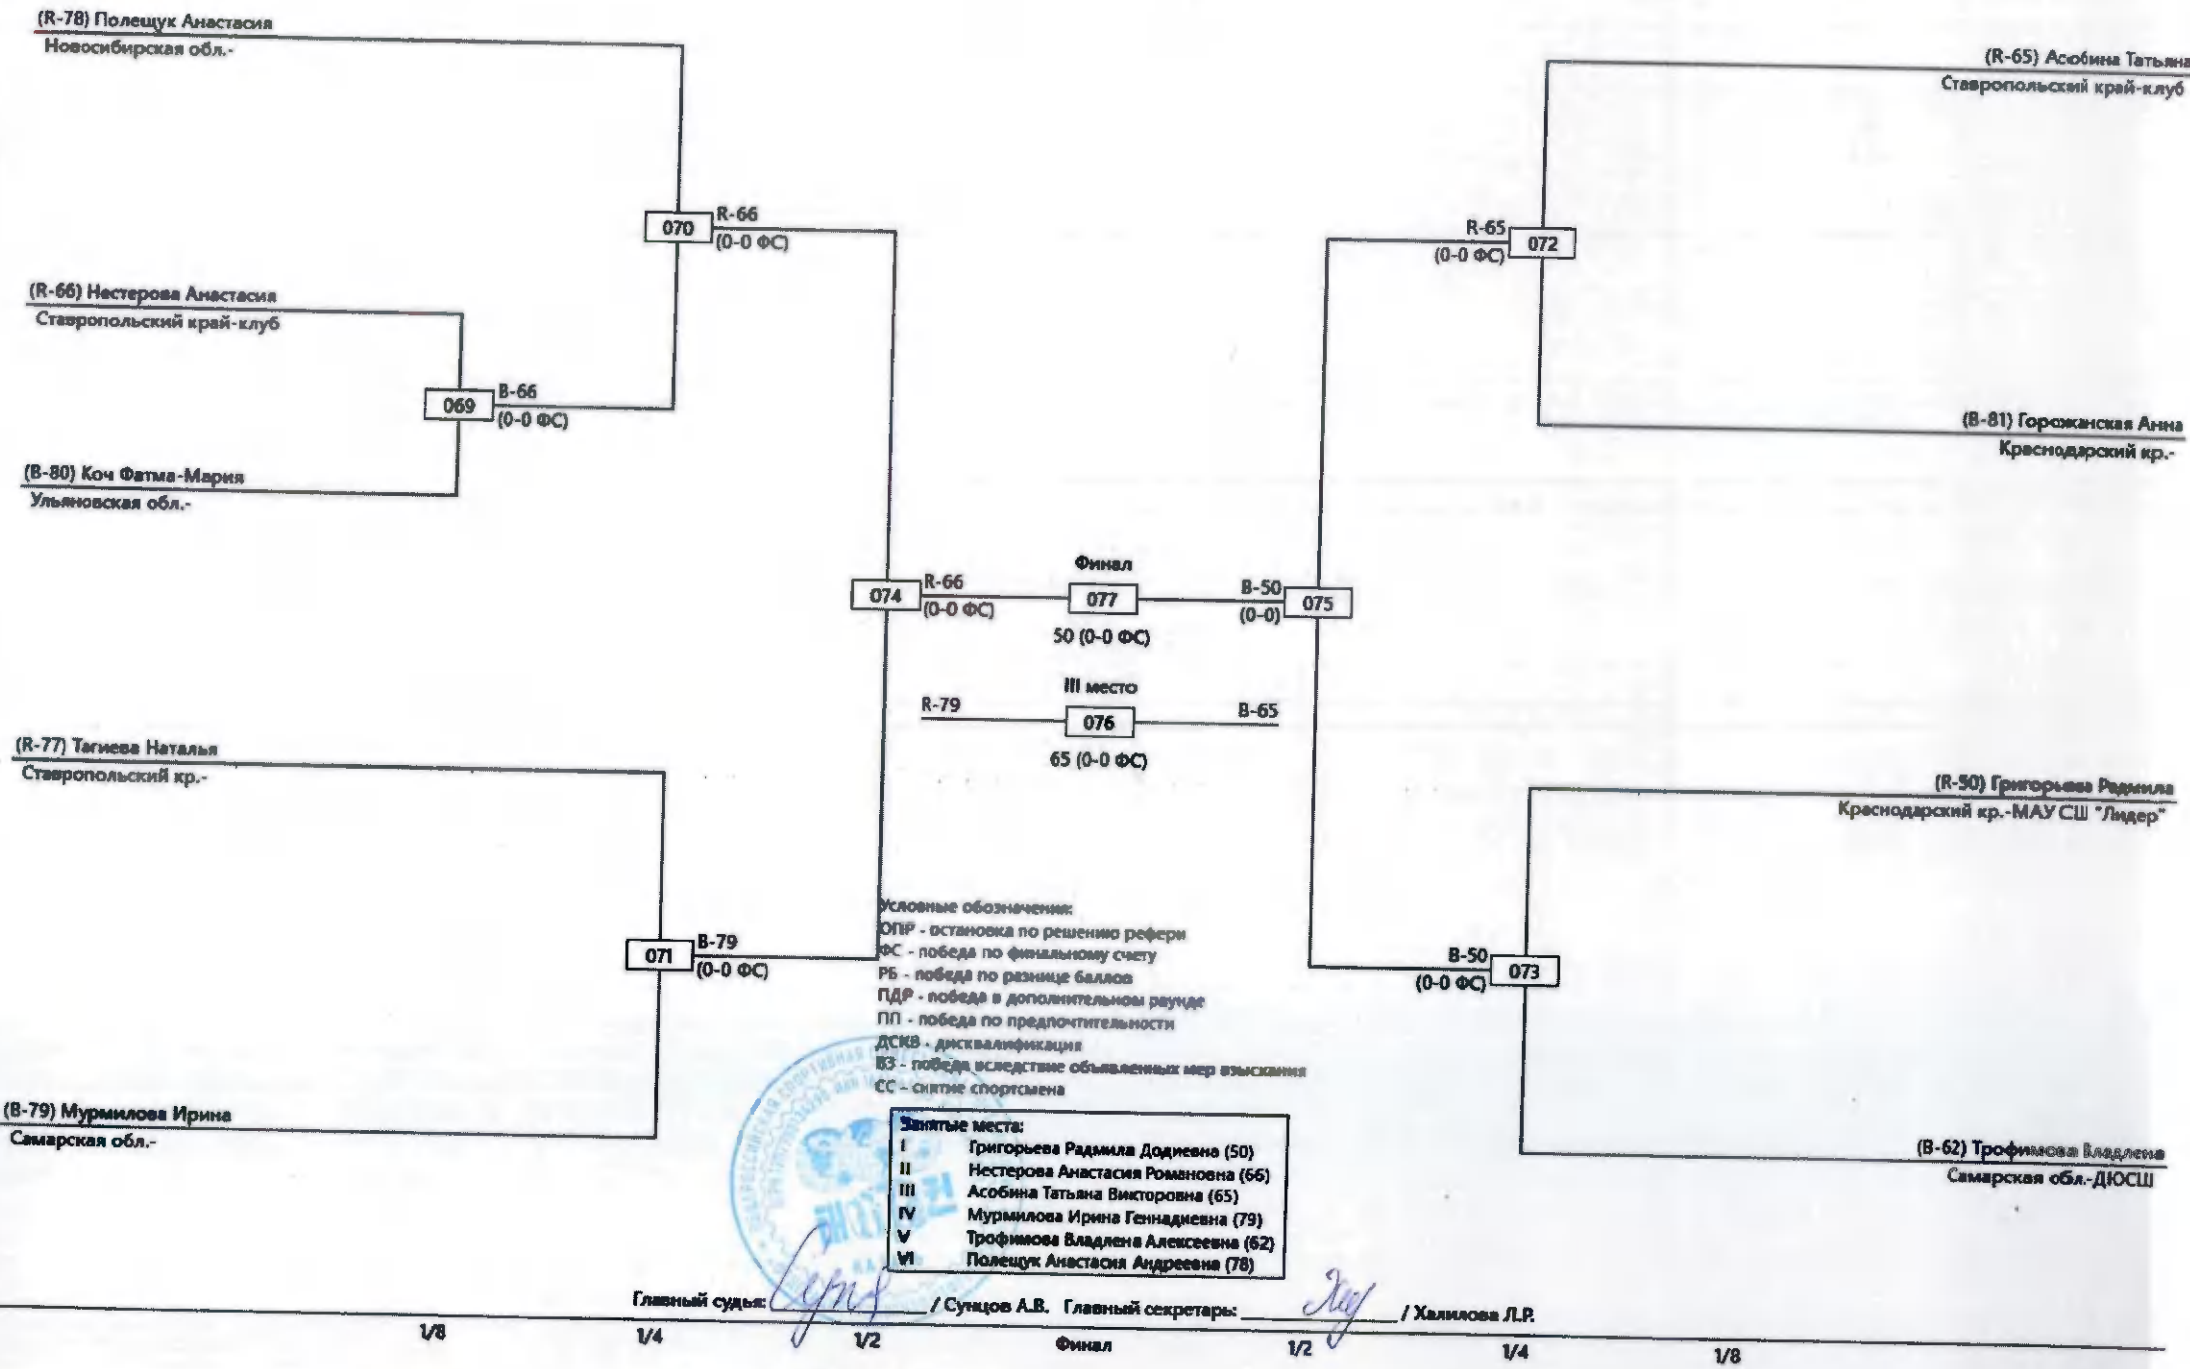 (R-78) Полещук Анастасия
Новосибирская обл.-
(R-66) Нестерова Анастасия
Ставропольский край-клуб
(B-80) Коч Фатма-Мария
Ульяновская обл.-
(R-77) Тагиева Наталья
Ставропольский кр.-
(B-79) Мурмилова Ирина
Самарская обл.-
069
B-66
(0-0 ФС)
070
R-66
(0-0 ФС)
071
B-79
(0-0 ФС)
074
R-66
(0-0 ФС)
Финал
077
50 (0-0 ФС)
III место
R-79
076
B-65
65 (0-0 ФС)
B-50
(0-0)
075
R-65
(0-0 ФС)
072
B-50
(0-0 ФС)
073
(R-65) Асобина Татьяна
Ставропольский край-клуб
(B-81) Горожанская Анна
Краснодарский кр.-
(R-50) Григорьева Радмила
Краснодарский кр.-МАУ СШ "Лидер"
(B-62) Трофимова Владлена
Самарская обл.-ДЮСШ
Условные обозначения:
ОПР - остановка по решению рефери
ФС - победа по финальному счету
РБ - победа по разнице баллов
ПДР - победа в дополнительном раунде
ПП - победа по предпочтительности
ДСКВ - дисквалификация
ВЗ - победа вследствие объявленных мер взыскания
СС - снятие спортсмена
Занятые места:
I Григорьева Радмила Додиевна (50)
II Нестерова Анастасия Романовна (66)
III Асобина Татьяна Викторовна (65)
IV Мурмилова Ирина Геннадиевна (79)
V Трофимова Владлена Алексеевна (62)
VI Полещук Анастасия Андреевна (78)
Главный судья: / Сунцов А.В. Главный секретарь: / Халилова Л.Р.
1/8 1/4 1/2 Финал 1/2 1/4 1/8